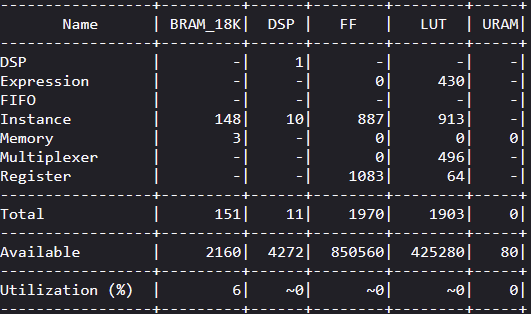 -----------------+---------+------+--------+--------+-----+
       Name      | BRAM_18K|  DSP |   FF   |   LUT  | URAM|
-----------------+---------+------+--------+--------+-----+
DSP              |        -|     1|       -|       -|    -|
Expression       |        -|     -|       0|     430|    -|
FIFO             |        -|     -|       -|       -|    -|
Instance         |      148|    10|     887|     913|    -|
Memory           |        3|     -|       0|       0|    0|
Multiplexer      |        -|     -|       0|     496|    -|
Register         |        -|     -|    1083|      64|    -|
-----------------+---------+------+--------+--------+-----+
Total            |      151|    11|    1970|    1903|    0|
-----------------+---------+------+--------+--------+-----+
Available        |     2160|  4272|  850560|  425280|   80|
-----------------+---------+------+--------+--------+-----+
Utilization (%)  |        6|    ~0|      ~0|      ~0|    0|
-----------------+---------+------+--------+--------+-----+